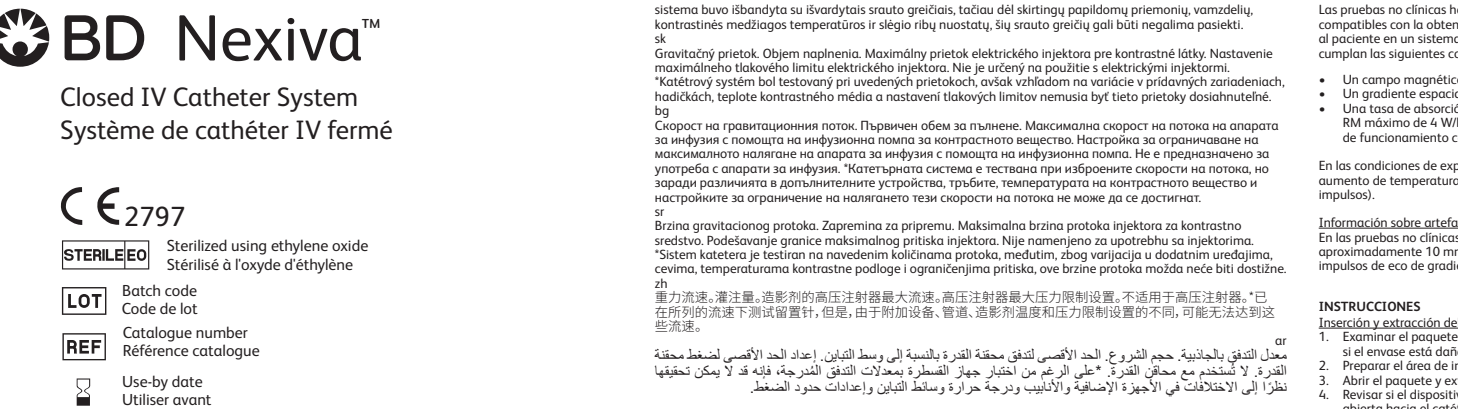 BD Nexiva™
Closed IV Catheter System
Système de cathéter IV fermé
CE 2797
STERILE EO
Sterilized using ethylene oxide
Stérilisé à l'oxyde d'éthylène
LOT
Batch code
Code de lot
REF
Catalogue number
Référence catalogue
Use-by date
Utiliser avant
sistema buvo išbandyta su išvardytais srauto greičiais, tačiau dėl skirtingų papildomų priemonių, vamzdelių,
kontrastinės medžiagos temperatūros ir slėgio ribų nuostatų, šių srauto greičių gali būti negalima pasiekti.
sk
Gravitačný prietok. Objem naplnenia. Maximálny prietok elektrického injektora pre kontrastné látky. Nastavenie
maximálneho tlakového limitu elektrického injektora. Nie je určený na použitie s elektrickými injektormi.
*Katétrový systém bol testovaný pri uvedených prietokoch, avšak vzhľadom na variácie v prídavných zariadeniach,
hadičkách, teplote kontrastného média a nastavení tlakových limitov nemusia byť tieto prietoky dosiahnuteľné.
bg
Скорост на гравитационния поток. Първичен обем за пълнене. Максимална скорост на потока на апарата
за инфузия с помощта на инфузионна помпа за контрастното вещество. Настройка за ограничаване на
максималното налягане на апарата за инфузия с помощта на инфузионна помпа. Не е предназначено за
употреба с апарати за инфузия. *Катетърната система е тествана при изброените скорости на потока, но
заради различията в допълнителните устройства, тръбите, температурата на контрастното вещество и
настройките за ограничение на налягането тези скорости на потока не може да се достигнат.
sr
Brzina gravitacionog protoka. Zapremina za pripremu. Maksimalna brzina protoka injektora za kontrastno
sredstvo. Podešavanje granice maksimalnog pritiska injektora. Nije namenjeno za upotrebu sa injektorima.
*Sistem katetera je testiran na navedenim količinama protoka, međutim, zbog varijacija u dodatnim uređajima,
cevima, temperaturama kontrastne podloge i ograničenjima pritiska, ove brzine protoka možda neće biti dostižne.
zh
重力流速。灌注量。造影剂的高压注射器最大流速。高压注射器最大压力限制设置。不适用于高压注射器。*已
在所列的流速下测试留置针，但是，由于附加设备、管道、造影剂温度和压力限制设置的不同，可能无法达到这
些流速。
ar
معدل التدفق بالجاذبية. حجم الشروع. الحد الأقصى لتدفق محقنة القدرة بالنسبة إلى وسط التباين. إعداد الحد الأقصى لضغط محقنة
القدرة. لا تُستخدم مع محاقن القدرة. *على الرغم من اختبار جهاز القسطرة بمعدلات التدفق المُدرجة، فإنه قد لا يمكن تحقيقها
نظرًا إلى الاختلافات في الأجهزة الإضافية والأنابيب ودرجة حرارة وسائط التباين وإعدادات حدود الضغط.
Las pruebas no clínicas
compatibles con la
al paciente en un sistema
cumplan las siguientes
• Un campo
• Un gradiente
• Una tasa de
RM máximo de 4
de funcionamiento
En las condiciones de
aumento de temperatura
impulsos).
Información sobre
En las pruebas no clínicas
aproximadamente 10
impulsos de eco de
INSTRUCCIONES
Inserción y extracción
1. Examinar el paquete
si el envase está
2. Preparar el área de
3. Abrir el paquete y
4. Revisar si el
abierta hacia el